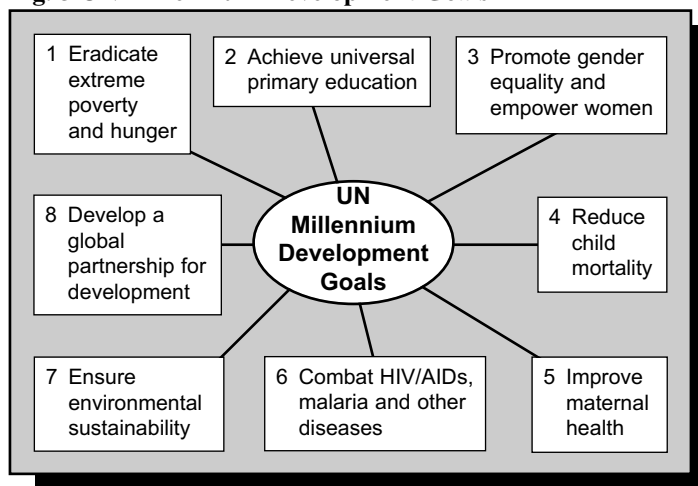 1 Eradicate
extreme
poverty
and hunger
2 Achieve universal
primary education
3 Promote gender
equality and
empower women
UN
Millennium
Development
Goals
8 Develop a
global
partnership for
development
4 Reduce
child
mortality
7 Ensure
environmental
sustainability
6 Combat HIV/AIDs,
malaria and other
diseases
5 Improve
maternal
health